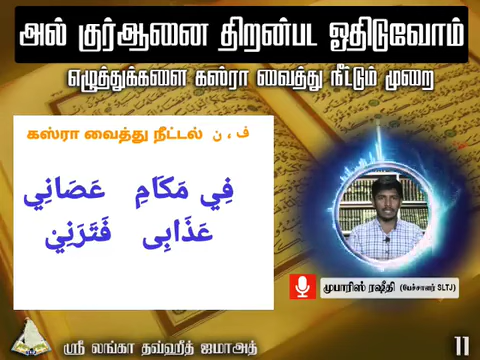 அல் குர்ஆனை திறன்பட ஓதிடுவோம்
எழுத்துக்களை கஸ்ரா வைத்து நீட்டும் முறை
கஸ்ரா வைத்து நீட்டல் ن ، ف
فِي مَكَامِ عَصَانِي
عَذَابِى فَتَرَنِيْ
முபாரிஸ் ரஷீதி (பேச்சாளர் SLTJ)
ஸ்ரீ லங்கா தவ்ஹீத் ஜமாஅத்
11